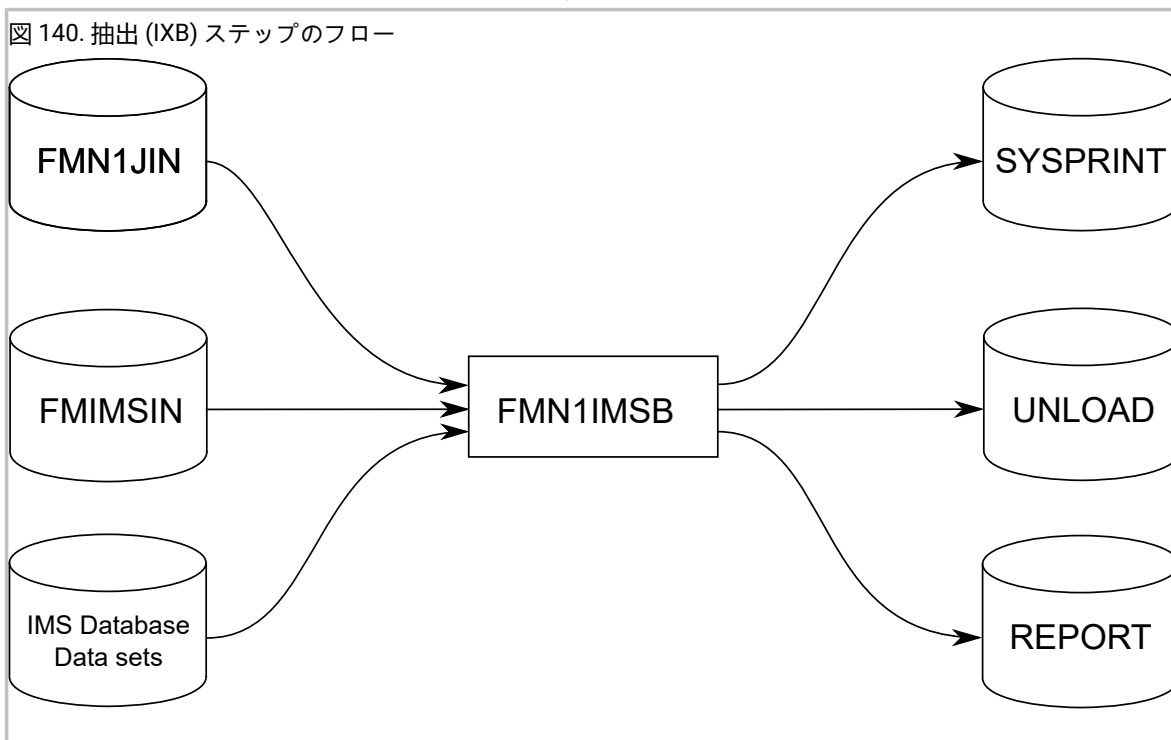 図 140. 抽出 (IXB) ステップのフロー
FMN1JIN
SYSPRINT
FMIMSIN
FMN1IMSB
UNLOAD
IMS Database
Data sets
REPORT